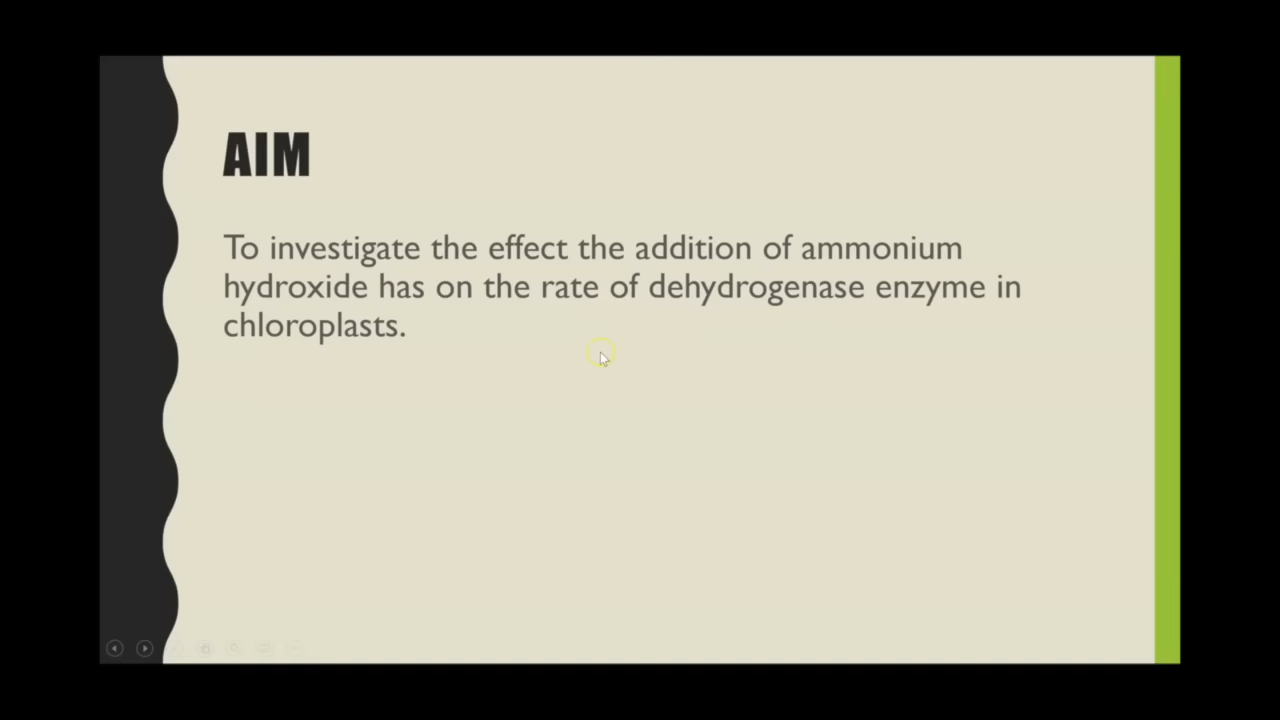 AIM
To investigate the effect the addition of ammonium
hydroxide has on the rate of dehydrogenase enzyme in
chloroplasts.